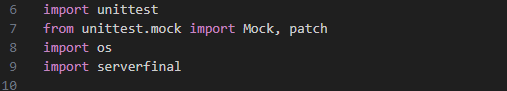 6 import unittest
7 from unittest.mock import Mock, patch
8 import os
9 import serverfinal
10